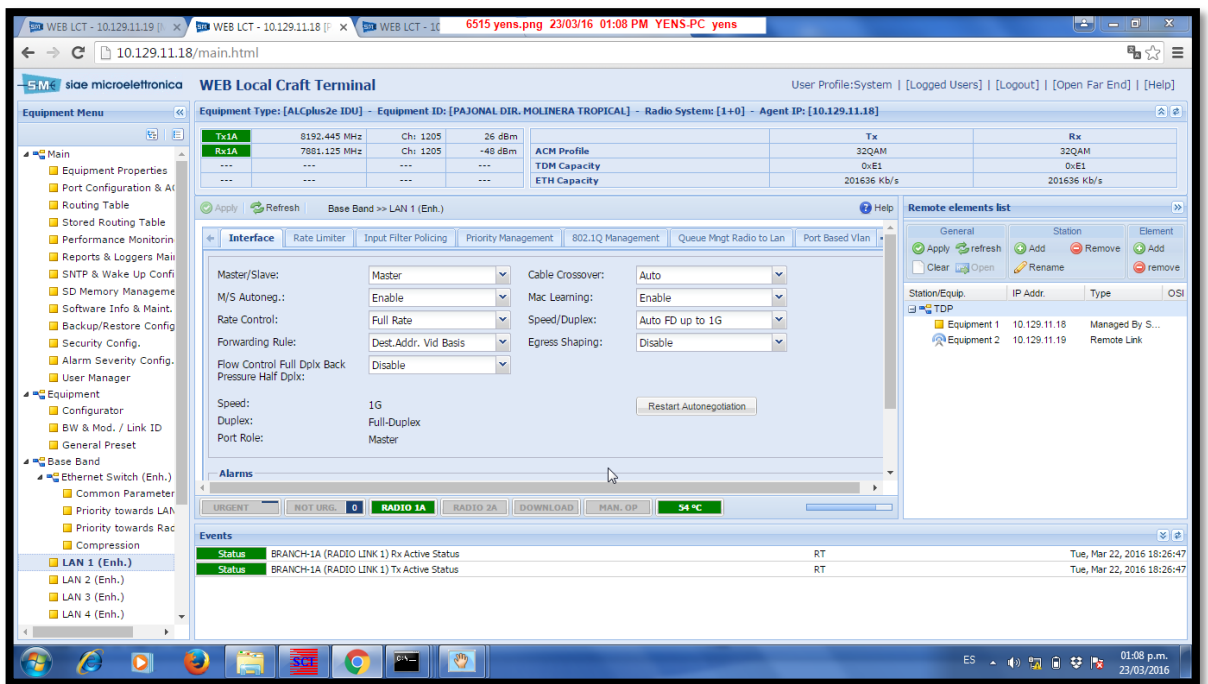 WEB LCT - 10.129.11.19 [
WEB LCT - 10.129.11.18 [P
WEB LCT - 10
6515 yens.png 23/03/16 01:08 PM YENS-PC yens
10.129.11.18/main.html
SM siae microelettronica
WEB Local Craft Terminal
User Profile:System | [Logged Users] | [Logout] | [Open Far End] | [Help]
Equipment Menu
Equipment Type: [ALCplus2e IDU] - Equipment ID: [PAJONAL DIR. MOLINERA TROPICAL] - Radio System: [1+0] - Agent IP: [10.129.11.18]
Tx1A 8192.445 MHz Ch: 1205 26 dBm Tx Rx
Rx1A 7881.125 MHz Ch: 1205 -48 dBm ACM Profile 32QAM 32QAM
--- --- --- --- TDM Capacity 0xE1 0xE1
--- --- --- --- ETH Capacity 201636 Kb/s 201636 Kb/s
Main
Equipment Properties
Port Configuration & A
Routing Table
Stored Routing Table
Performance Monitorin
Reports & Loggers Mai
SNTP & Wake Up Confi
SD Memory Manageme
Software Info & Maint.
Backup/Restore Config
Security Config.
Alarm Severity Config.
User Manager
Equipment
Configurator
BW & Mod. / Link ID
General Preset
Base Band
Ethernet Switch (Enh.)
Common Parameter
Priority towards LAN
Priority towards Rad
Compression
LAN 1 (Enh.)
LAN 2 (Enh.)
LAN 3 (Enh.)
LAN 4 (Enh.)
Apply Refresh Base Band >> LAN 1 (Enh.) Help
Interface Rate Limiter Input Filter Policing Priority Management 802.1Q Management Queue Mngt Radio to Lan Port Based Vlan
Master/Slave: Master Cable Crossover: Auto
M/S Autoneg.: Enable Mac Learning: Enable
Rate Control: Full Rate Speed/Duplex: Auto FD up to 1G
Forwarding Rule: Dest.Addr. Vid Basis Egress Shaping: Disable
Flow Control Full Dplx Back
Pressure Half Dplx: Disable
Speed: 1G Restart Autonegotiation
Duplex: Full-Duplex
Port Role: Master
Alarms
Remote elements list
General Station Element
Apply refresh Add Remove Add
Clear Open Rename remove
Station/Equip. IP Addr. Type OSI
TDP
Equipment 1 10.129.11.18 Managed By S...
Equipment 2 10.129.11.19 Remote Link
URGENT NOT URG. 0 RADIO 1A RADIO 2A DOWNLOAD MAN. OP 54 ºC
Events
Status BRANCH-1A (RADIO LINK 1) Rx Active Status RT Tue, Mar 22, 2016 18:26:47
Status BRANCH-1A (RADIO LINK 1) Tx Active Status RT Tue, Mar 22, 2016 18:26:47
SCT
C:\_
ES
01:08 p.m.
23/03/2016